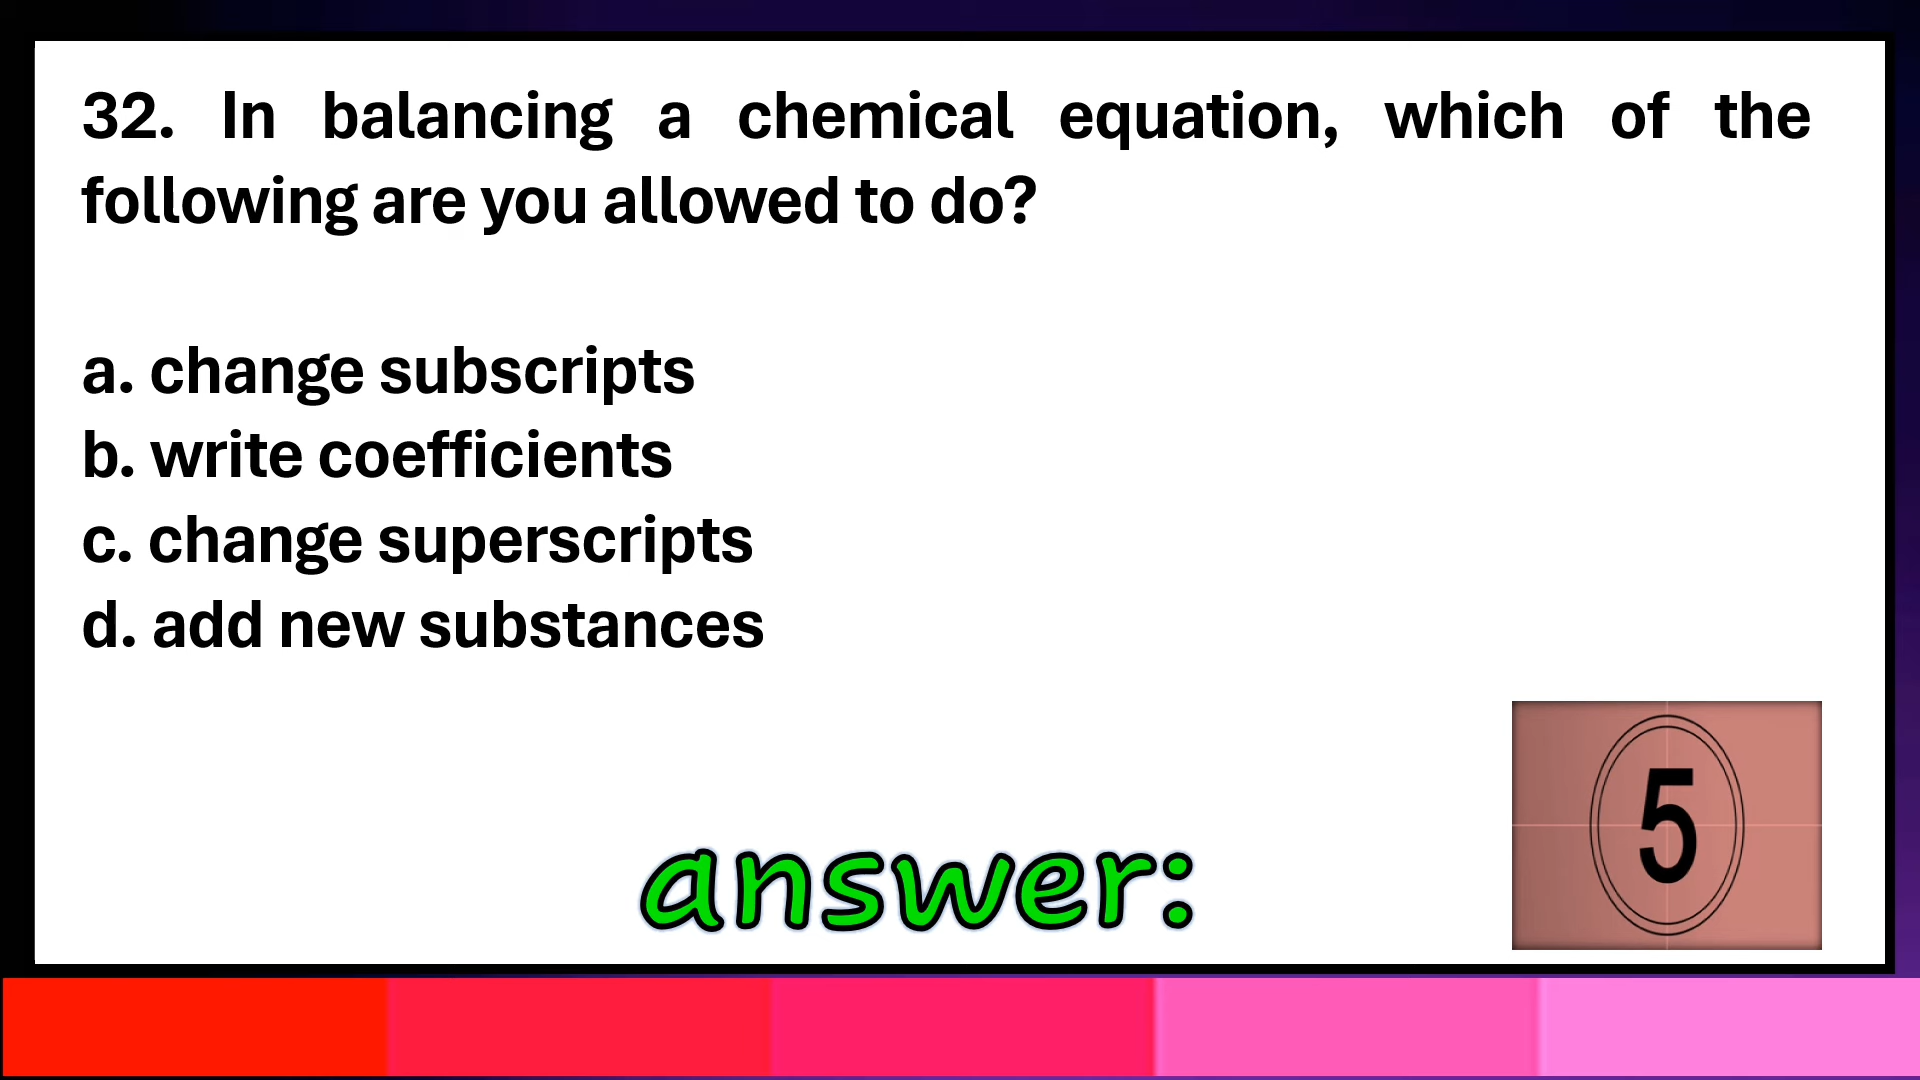 32. In balancing a chemical equation, which of the
following are you allowed to do?
a. change subscripts
b. write coefficients
c. change superscripts
d. add new substances
5
answer: